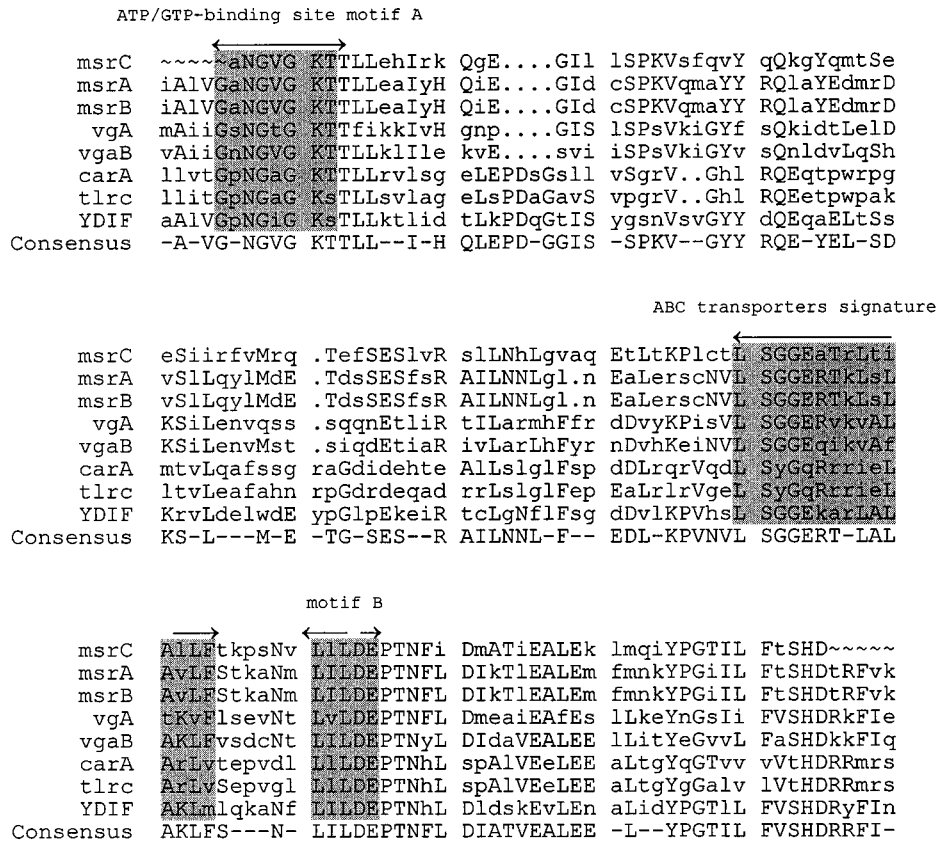 ATP/GTP-binding site motif A
msrC ~~~~~aNGVG KTTLLehIrk QgE....GIl lSPKVsfqvY qQkgYqmtSe
msrA iAlVGaNGVG KTTLLeaIyH QiE....GId cSPKVqmaYY RQlaYEdmrD
msrB iAlVGaNGVG KTTLLeaIyH QiE....GId cSPKVqmaYY RQlaYEdmrD
vgA mAiiGsNGtG KTTfikkIvH gnp....GIS lSPsVkiGYf sQkidtLelD
vgaB vAiiGnNGVG KTTLLklIle kvE....svi iSPsVkiGYv sQnldvLqSh
carA llvtGpNGaG KTTLLrvlsg eLEPDsGsll vSgrV..Ghl RQEqtpwrpg
tlrc llitGpNGaG KsTLLsvlag eLsPDaGavS vpgrV..Ghl RQEetpwpak
YDIF aAlVGpNGiG KsTLLktlid tLkPDqGtIS ygsnVsvGYY dQEqaELtSs
Consensus -A-VG-NGVG KTTLL--I-H QLEPD-GGIS -SPKV--GYY RQE-YEL-SD
ABC transporters signature
msrC eSiirfvMrq .TefSESlvR slLNhLgvaq EtLtKPlctL SGGEaTrLti
msrA vSlLqylMdE .TdsSESfsR AILNNLgl.n EaLerscNVL SGGERTkLsL
msrB vSlLqylMdE .TdsSESfsR AILNNLgl.n EaLerscNVL SGGERTkLsL
vgA KSiLenvqss .sqqnEtliR tILarmhFfr dDvyKPisVL SGGERvkvAL
vgaB KSiLenvMst .siqdEtiaR ivLarLhFyr nDvhKeiNVL SGGEqikvAf
carA mtvLqafssg raGdidehte AlLslglFsp dDLrqrVqdL SyGqRrrieL
tlrc ltvLeafahn rpGdrdeqad rrLslglFep EaLrlrVgeL SyGqRrrieL
YDIF KrvLdelwdE ypGlpEkeiR tcLgNflFsg dDvlKPVhsL SGGEkarLAL
Consensus KS-L---M-E -TG-SES--R AILNNL-F-- EDL-KPVNVL SGGERT-LAL
motif B
msrC AlLFtkpsNv LlLDEPTNFi DmATiEALEk lmqiYPGTIL FtSHD~~~~~
msrA AvLFStkaNm LILDEPTNFL DIkTlEALEm fmnkYPGiIL FtSHDtRFvk
msrB AvLFStkaNm LILDEPTNFL DIkTlEALEm fmnkYPGiIL FtSHDtRFvk
vgA tKvFlsevNt LvLDEPTNFL DmeaiEAfEs lLkeYnGsIi FVSHDRkFIe
vgaB AKLFvsdcNt LILDEPTNyL DIdaVEALEE lLitYeGvvL FaSHDkkFIq
carA ArLvtepvdl LlLDEPTNhL spAlVEeLEE aLtgYqGTvv vVtHDRRmrs
tlrc ArLvSepvgl LlLDEPTNhL spAlVEeLEE aLtgYgGalv lVtHDRRmrs
YDIF AKLmlqkaNf LILDEPTNhL DldskEvLEn alidYPGTlL FVSHDRyFIn
Consensus AKLFS---N- LILDEPTNFL DIATVEALEE -L--YPGTIL FVSHDRRFI-